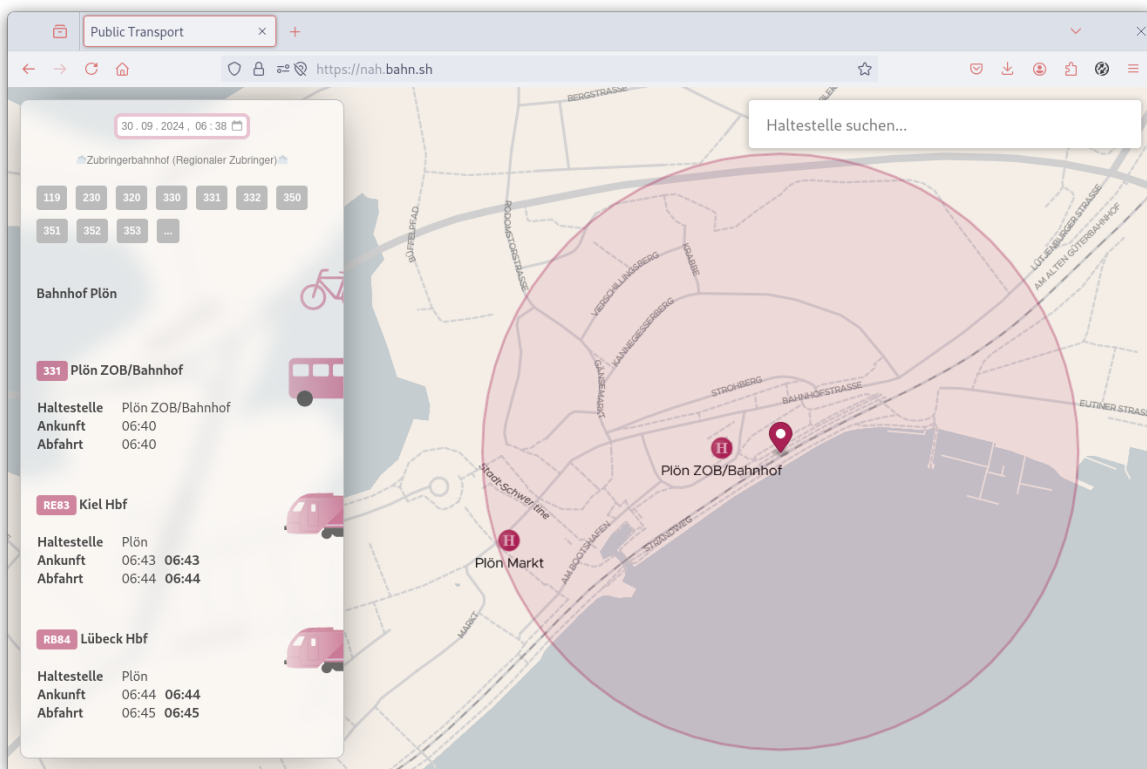 Public Transport
https://nah.bahn.sh
30 . 09 . 2024 , 06 : 38
Zubringerbahnhof (Regionaler Zubringer)
119 230 320 330 331 332 350
351 352 353 ...
Bahnhof Plön
331 Plön ZOB/Bahnhof
Haltestelle Plön ZOB/Bahnhof
Ankunft 06:40
Abfahrt 06:40
RE83 Kiel Hbf
Haltestelle Plön
Ankunft 06:43 06:43
Abfahrt 06:44 06:44
RB84 Lübeck Hbf
Haltestelle Plön
Ankunft 06:44 06:44
Abfahrt 06:45 06:45
Haltestelle suchen...
BERGSTRASSE
BÜFFELPFAD
RODOMSTORSTRASSE
VIERSCHILLINGSBERG
KRABBE
KANNEGIESSERBERG
GÄNSEMARKT
LÜTJENBURGER STRASSE
AM ALTEN GÜTERBAHNHOF
STROHBERG
BAHNHOFSTRASSE
EUTINER STRASS
H
Plön ZOB/Bahnhof
Stadt-Schwentine
STRANDWEG
AM BOOTSHAFEN
H
Plön Markt
MARKT